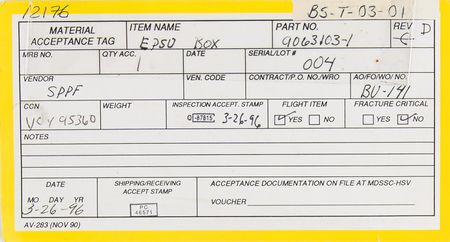 12176 BS-T-03-01
MATERIAL ACCEPTANCE TAG
ITEM NAME
EPSU BOX
PART NO.
9063103-1
REV
C D
MRB NO.
QTY ACC.
1
DATE
SERIAL/LOT #
004
VENDOR
SPPF
VEN. CODE
CONTRACT/P.O. NO./WRO
AO/FO/WO/NO.
BU-141
CCN
95360
WEIGHT
INSPECTION ACCEPT. STAMP
Q -87815 3-26-96
FLIGHT ITEM
YES NO
FRACTURE CRITICAL
YES NO
NOTES
DATE
MO DAY YR
3-26-96
SHIPPING/RECEIVING
ACCEPT STAMP
PC
46571
ACCEPTANCE DOCUMENTATION ON FILE AT MDSSC-HSV
VOUCHER
AV-283 (NOV 90)